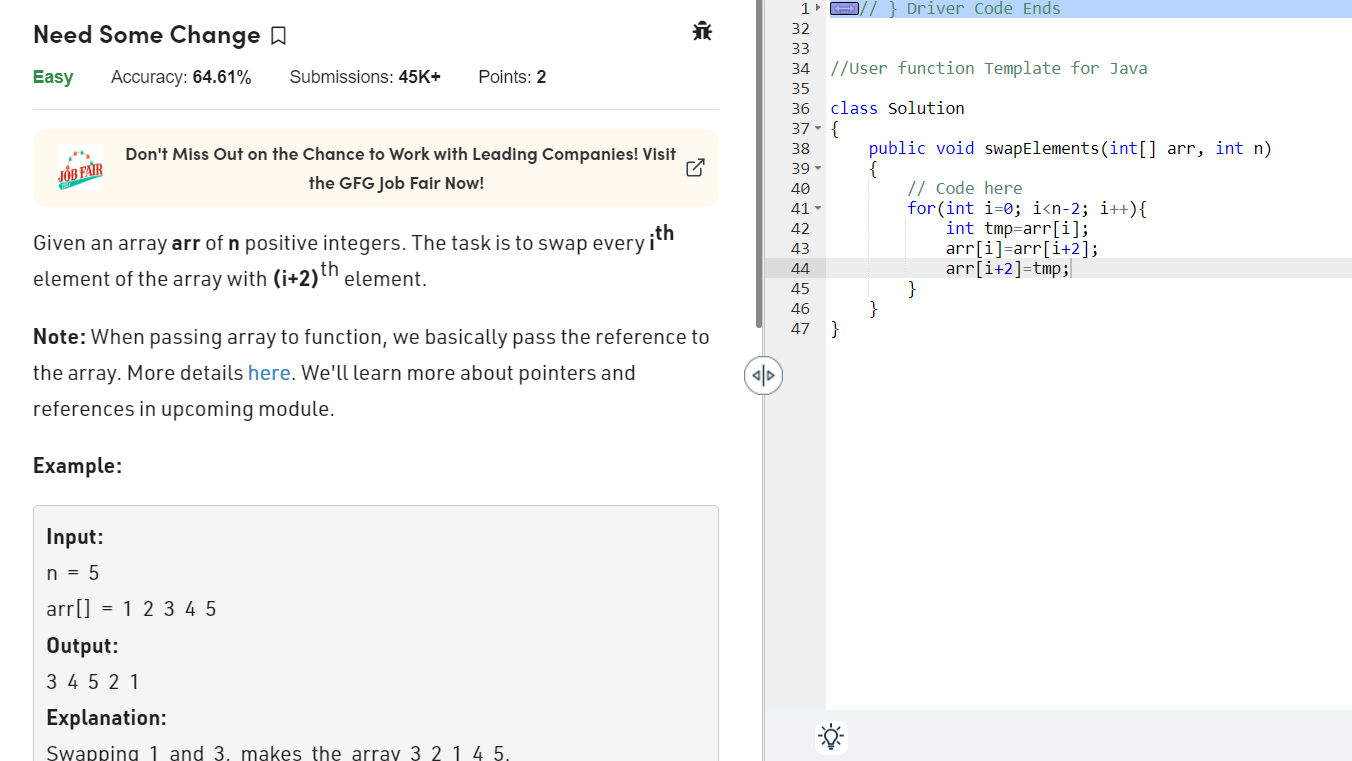 Need Some Change
Easy Accuracy: 64.61% Submissions: 45K+ Points: 2
JOB FAIR
Don't Miss Out on the Chance to Work with Leading Companies! Visit
the GFG Job Fair Now!
Given an array arr of n positive integers. The task is to swap every ith
element of the array with (i+2)th element.
Note: When passing array to function, we basically pass the reference to
the array. More details here. We'll learn more about pointers and
references in upcoming module.
Example:
Input:
n = 5
arr[] = 1 2 3 4 5
Output:
3 4 5 2 1
Explanation:
Swapping 1 and 3, makes the array 3 2 1 4 5.
1 // } Driver Code Ends
32
33
34 //User function Template for Java
35
36 class Solution
37 {
38 public void swapElements(int[] arr, int n)
39 {
40 // Code here
41 for(int i=0; i<n-2; i++){
42 int tmp=arr[i];
43 arr[i]=arr[i+2];
44 arr[i+2]=tmp;
45 }
46 }
47 }